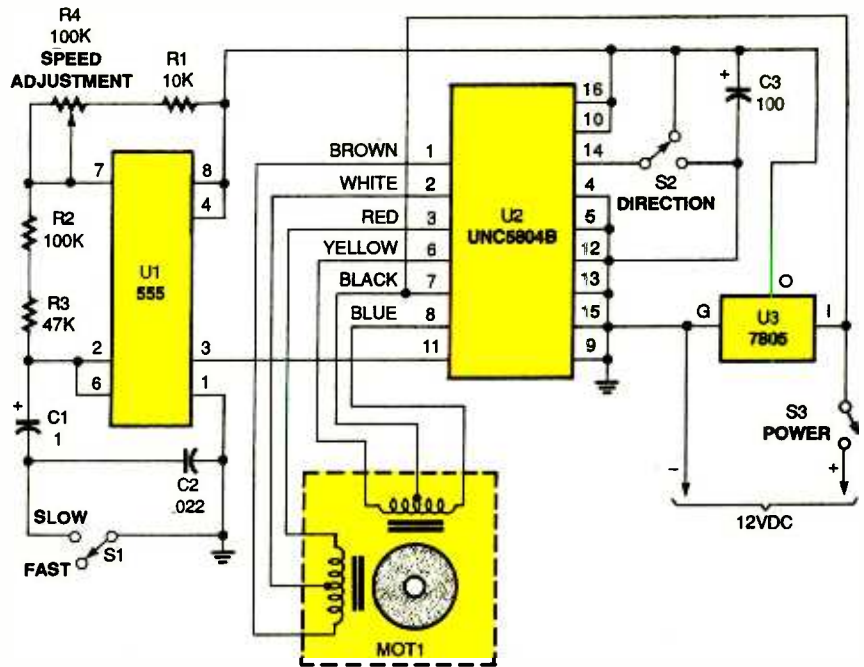 R4
100K
SPEED
ADJUSTMENT
R1
10K
7
8
4
R2
100K
U1
555
R3
47K
2
6
3
1
+
C1
1
C2
.022
SLOW
FAST
S1
BROWN
WHITE
RED
YELLOW
BLACK
BLUE
1
2
3
6
7
8
11
U2
UNC5804B
16
10
14
4
5
12
13
15
9
S2
DIRECTION
+
C3
100
G
O
I
U3
7805
S3
POWER
−
+
12VDC
MOT1